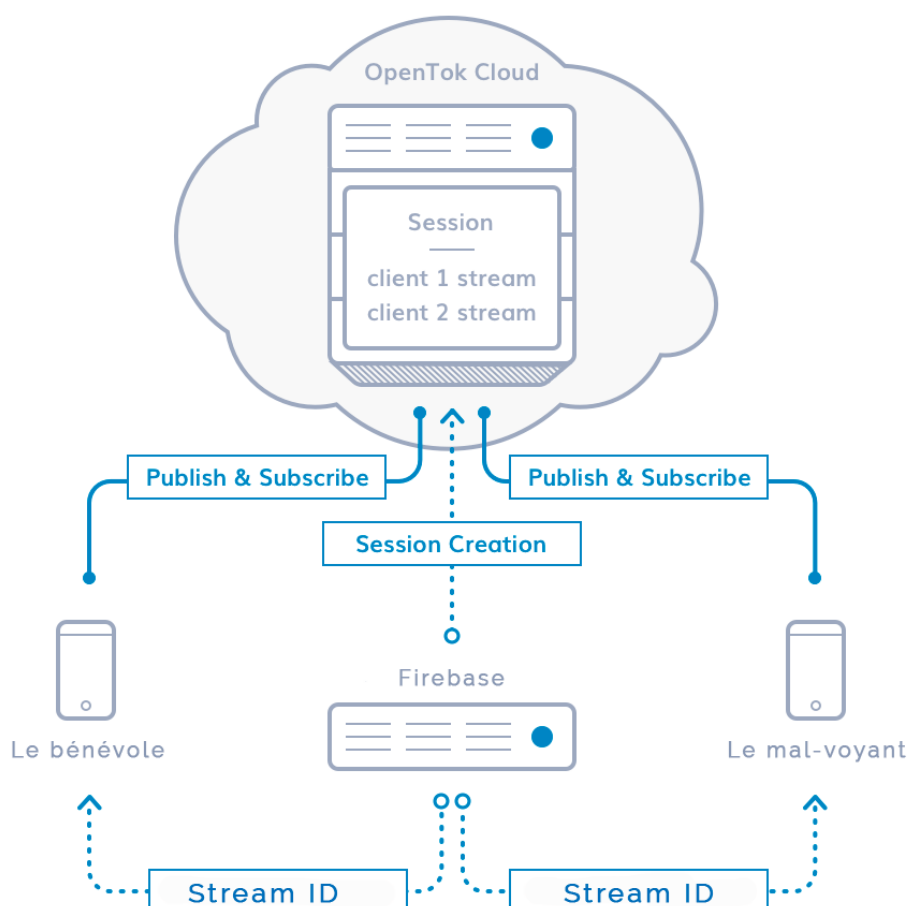 OpenTok Cloud
Session
client 1 stream
client 2 stream
Publish & Subscribe
Publish & Subscribe
Session Creation
Firebase
Le bénévole
Le mal-voyant
Stream ID
Stream ID